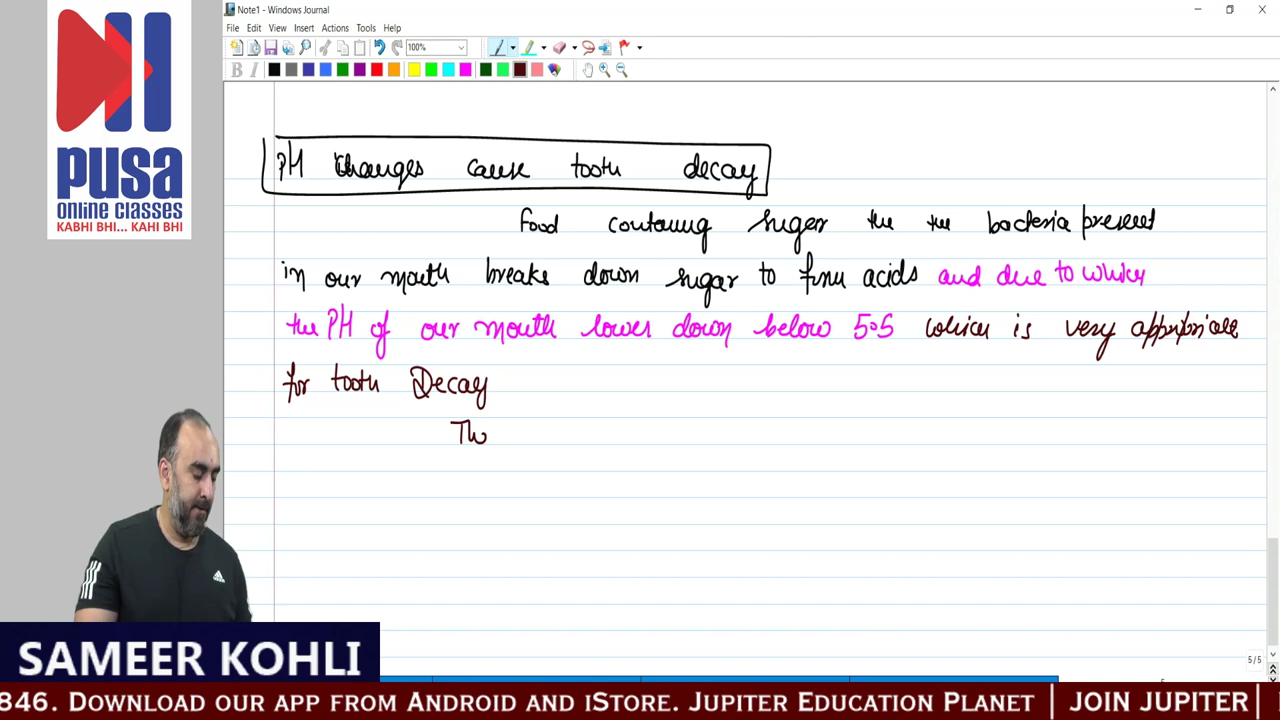 Note1 - Windows Journal
File Edit View Insert Actions Tools Help
100%
B I
PUSA
ONLINE CLASSES
KABHI BHI... KAHI BHI
PH changes cause tooth decay
Food containing suger the the bacteria present
in our mouth breaks down sugar to form acids and due to which
the PH of our mouth lower down below 5.5 which is very appropriate
for tooth Decay
Th
5/5
SAMEER KOHLI
846. DOWNLOAD OUR APP FROM ANDROID AND ISTORE. JUPITER EDUCATION PLANET | JOIN JUPITER |